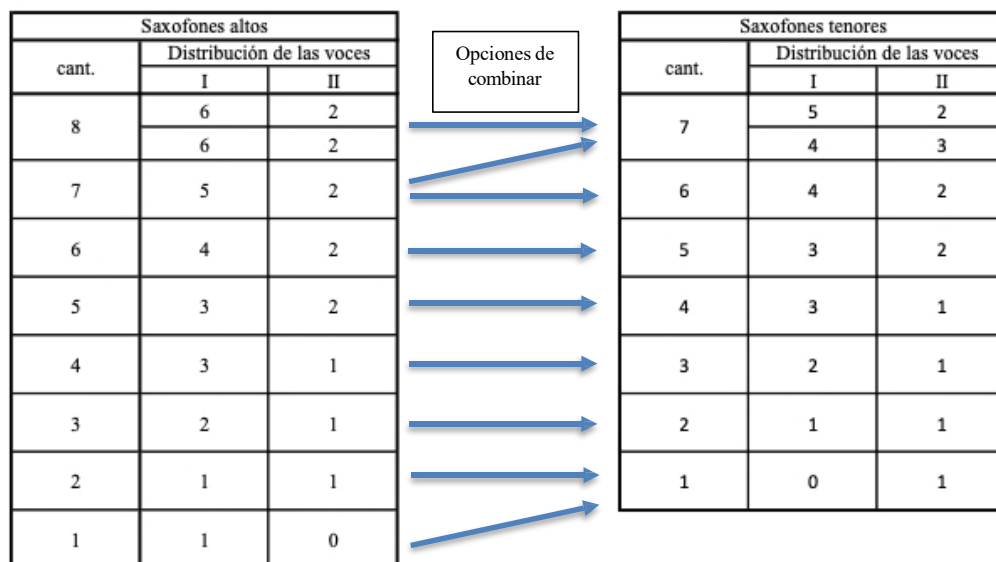 Saxofones altos
cant. Distribución de las voces
I II
8 6 2
6 2
7 5 2
6 4 2
5 3 2
4 3 1
3 2 1
2 1 1
1 1 0
Opciones de
combinar
Saxofones tenores
cant. Distribución de las voces
I II
7 5 2
4 3
6 4 2
5 3 2
4 3 1
3 2 1
2 1 1
1 0 1